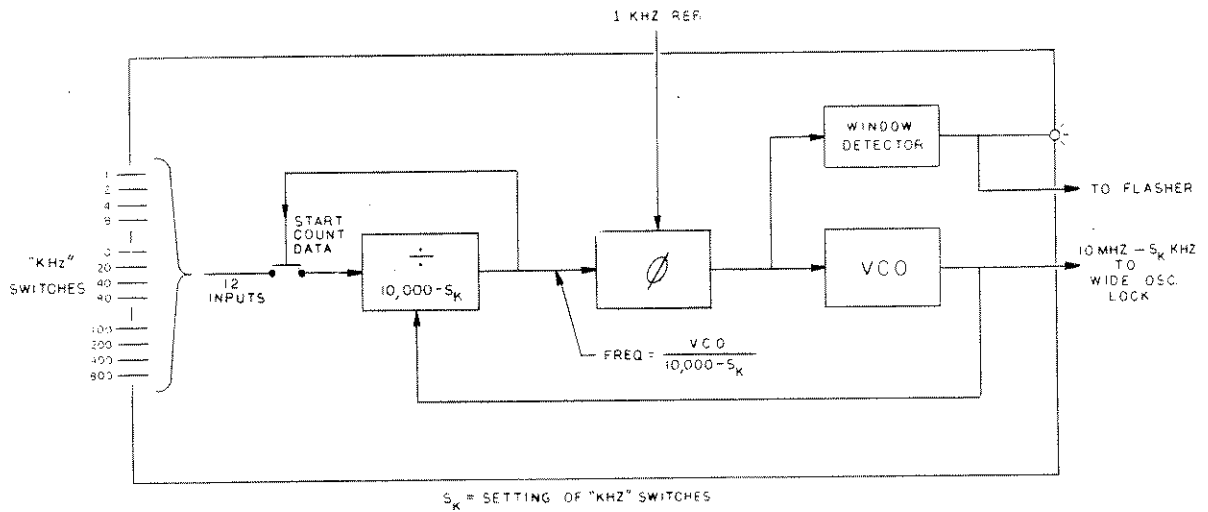 1 KHZ REF.
WINDOW
DETECTOR
TO FLASHER
1
2
4
8
START
COUNT
DATA
"KHZ"
SWITCHES
20
40
80
12
INPUTS
÷
10,000-S_K
Ø
VCO
10MHZ - S_K KHZ
TO
WIDE OSC.
LOCK
100
200
400
800
FREQ = VCO
10,000-S_K
S_K = SETTING OF "KHZ" SWITCHES